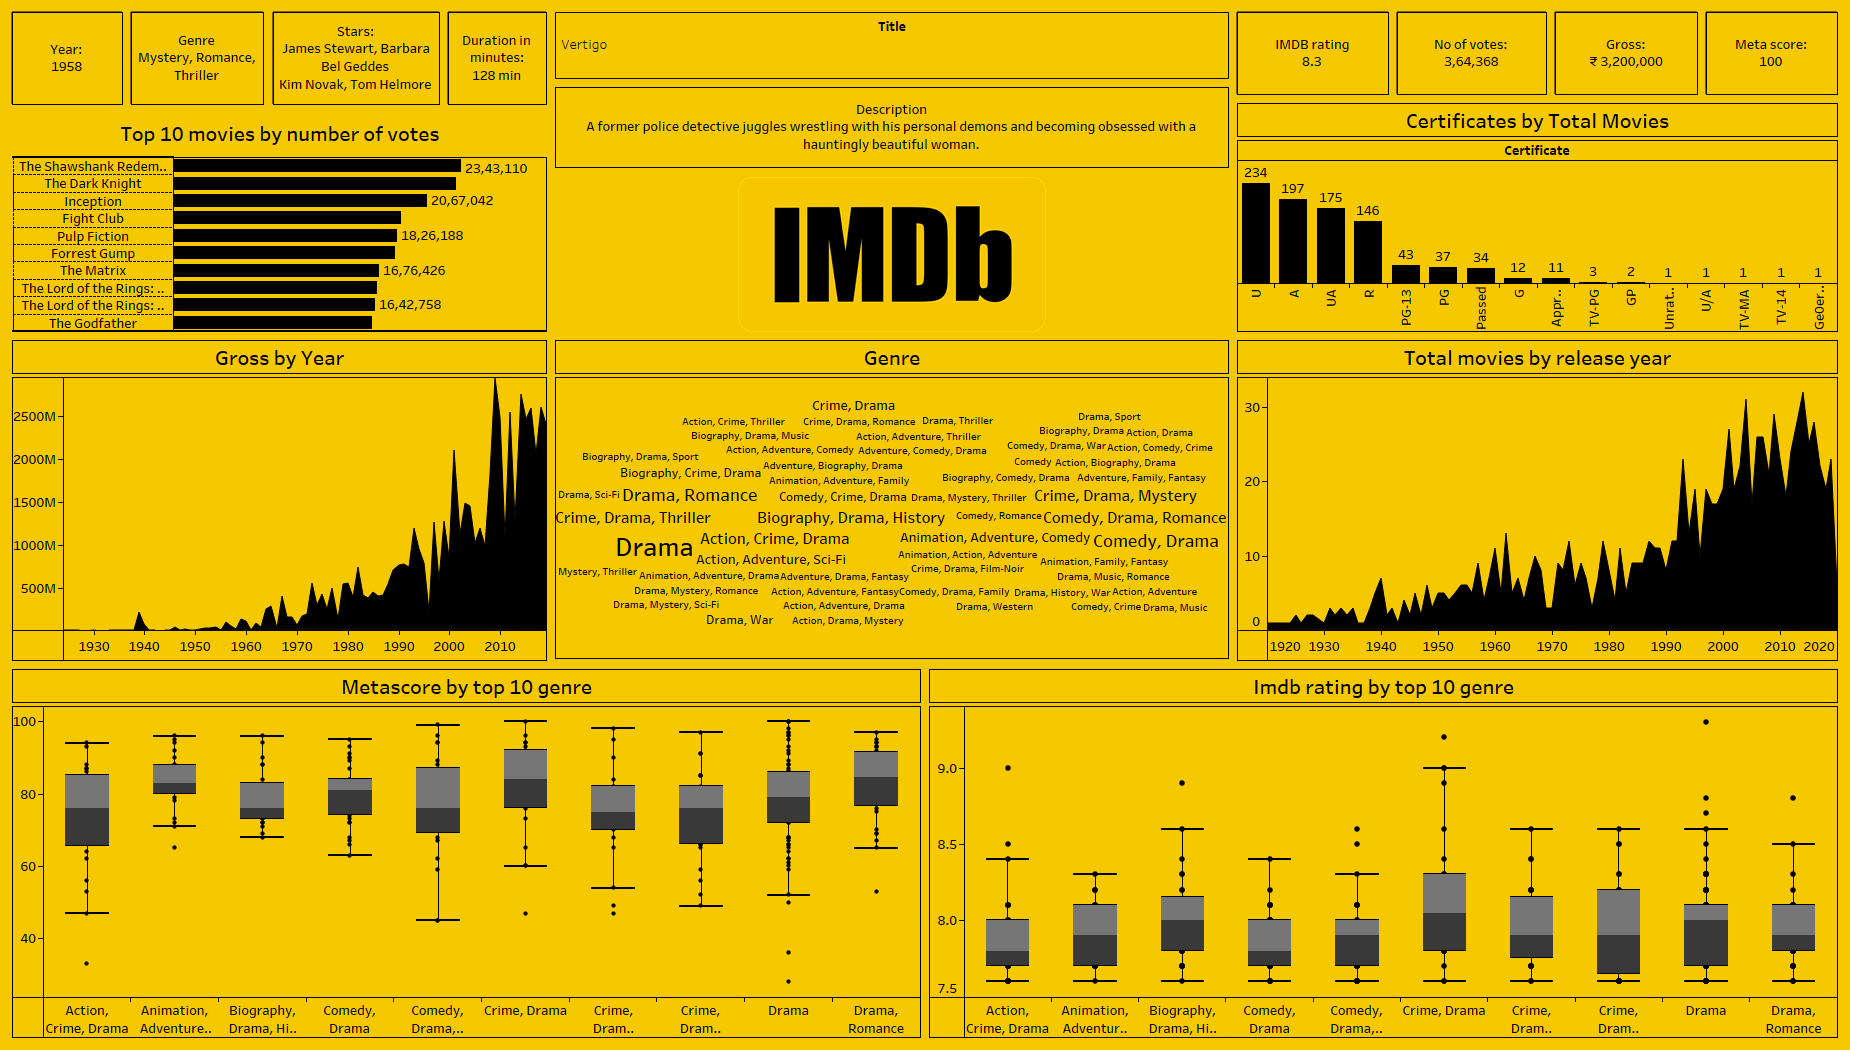 Year:
1958
Genre
Mystery, Romance,
Thriller
Stars:
James Stewart, Barbara
Bel Geddes
Kim Novak, Tom Helmore
Duration in
minutes:
128 min
Title
Vertigo
Description
A former police detective juggles wrestling with his personal demons and becoming obsessed with a
hauntingly beautiful woman.
IMDB rating
8.3
No of votes:
3,64,368
Gross:
₹ 3,200,000
Meta score:
100
Top 10 movies by number of votes
The Shawshank Redem.. 23,43,110
The Dark Knight
Inception 20,67,042
Fight Club
Pulp Fiction 18,26,188
Forrest Gump
The Matrix 16,76,426
The Lord of the Rings: ..
The Lord of the Rings: .. 16,42,758
The Godfather
IMDb
Certificates by Total Movies
Certificate
234 197 175 146 43 37 34 12 11 3 2 1 1 1 1 1
U A UA R PG-13 PG Passed G Appr.. TV-PG GP Unrat.. U/A TV-MA TV-14 Ge0er..
Gross by Year
2500M
2000M
1500M
1000M
500M
1930 1940 1950 1960 1970 1980 1990 2000 2010
Genre
Crime, Drama
Action, Crime, Thriller Crime, Drama, Romance Drama, Thriller Drama, Sport
Biography, Drama, Music Action, Adventure, Thriller Biography, Drama Action, Drama
Action, Adventure, Comedy Adventure, Comedy, Drama Comedy, Drama, War Action, Comedy, Crime
Biography, Drama, Sport Adventure, Biography, Drama Comedy Action, Biography, Drama
Biography, Crime, Drama Animation, Adventure, Family Biography, Comedy, Drama Adventure, Family, Fantasy
Drama, Sci-Fi Drama, Romance Comedy, Crime, Drama Drama, Mystery, Thriller Crime, Drama, Mystery
Crime, Drama, Thriller Biography, Drama, History Comedy, Romance Comedy, Drama, Romance
Drama Action, Crime, Drama Animation, Adventure, Comedy Comedy, Drama
Action, Adventure, Sci-Fi Animation, Action, Adventure Animation, Family, Fantasy
Mystery, Thriller Animation, Adventure, Drama Adventure, Drama, Fantasy Crime, Drama, Film-Noir Drama, Music, Romance
Drama, Mystery, Romance Action, Adventure, Fantasy Comedy, Drama, Family Drama, History, War Action, Adventure
Drama, Mystery, Sci-Fi Action, Adventure, Drama Drama, Western Comedy, Crime Drama, Music
Drama, War Action, Drama, Mystery
Total movies by release year
30
20
10
0
1920 1930 1940 1950 1960 1970 1980 1990 2000 2010 2020
Metascore by top 10 genre
100
80
60
40
Action, Animation, Biography, Comedy, Comedy, Crime, Drama Crime, Crime, Drama Drama,
Crime, Drama Adventure.. Drama, Hi.. Drama Drama,.. Dram.. Dram.. Romance
Imdb rating by top 10 genre
9.0
8.5
8.0
7.5
Action, Animation, Biography, Comedy, Comedy, Crime, Drama Crime, Crime, Drama Drama,
Crime, Drama Adventur.. Drama, Hi.. Drama Drama,.. Dram.. Dram.. Romance